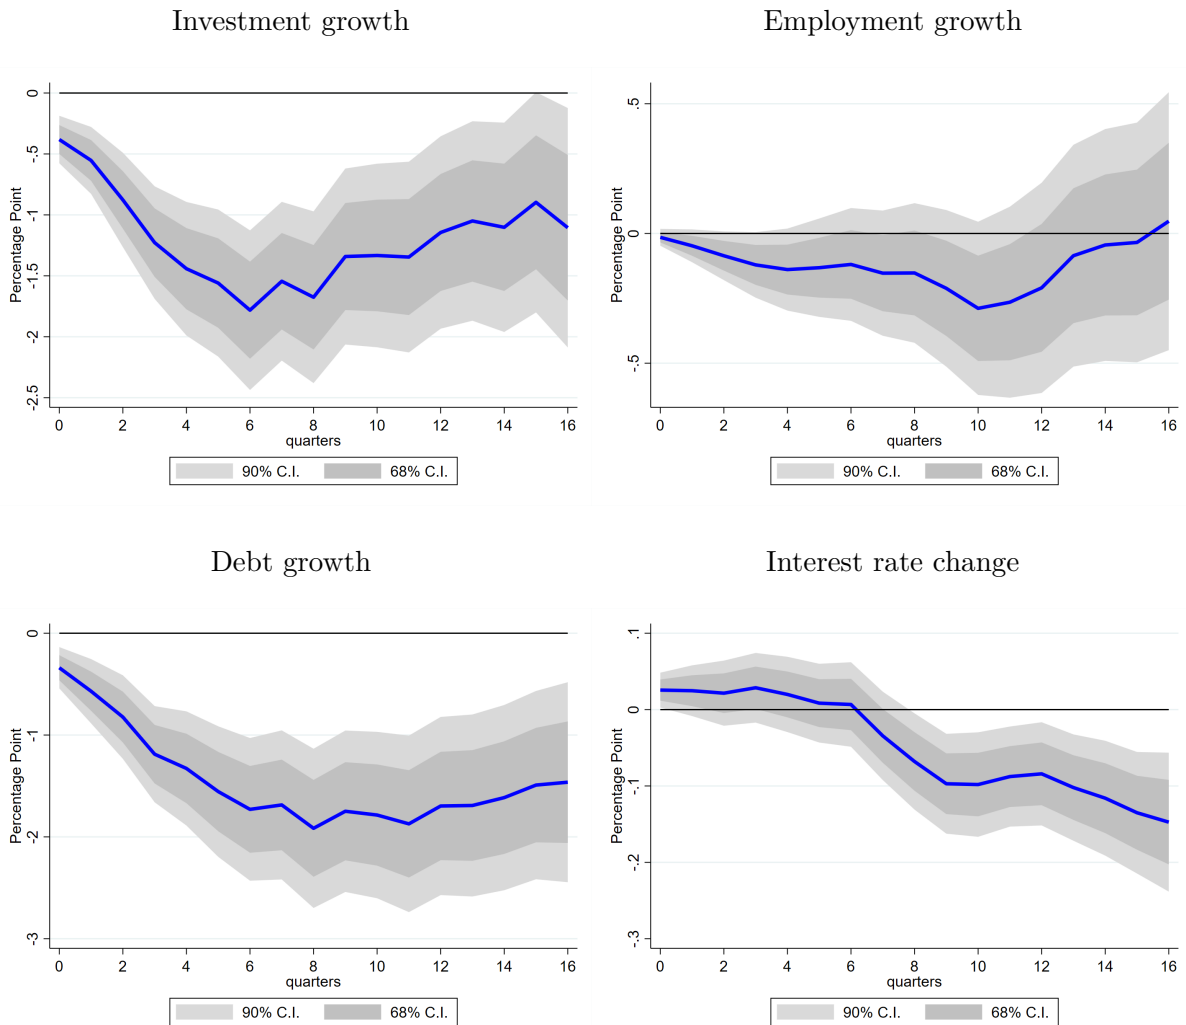 Investment growth
Percentage Point
0
-.5
-1
-1.5
-2
-2.5
0 2 4 6 8 10 12 14 16
quarters
90% C.I. 68% C.I.
Employment growth
Percentage Point
.5
0
-.5
0 2 4 6 8 10 12 14 16
quarters
90% C.I. 68% C.I.
Debt growth
Percentage Point
0
-1
-2
-3
0 2 4 6 8 10 12 14 16
quarters
90% C.I. 68% C.I.
Interest rate change
Percentage Point
.1
0
-.1
-.2
-.3
0 2 4 6 8 10 12 14 16
quarters
90% C.I. 68% C.I.